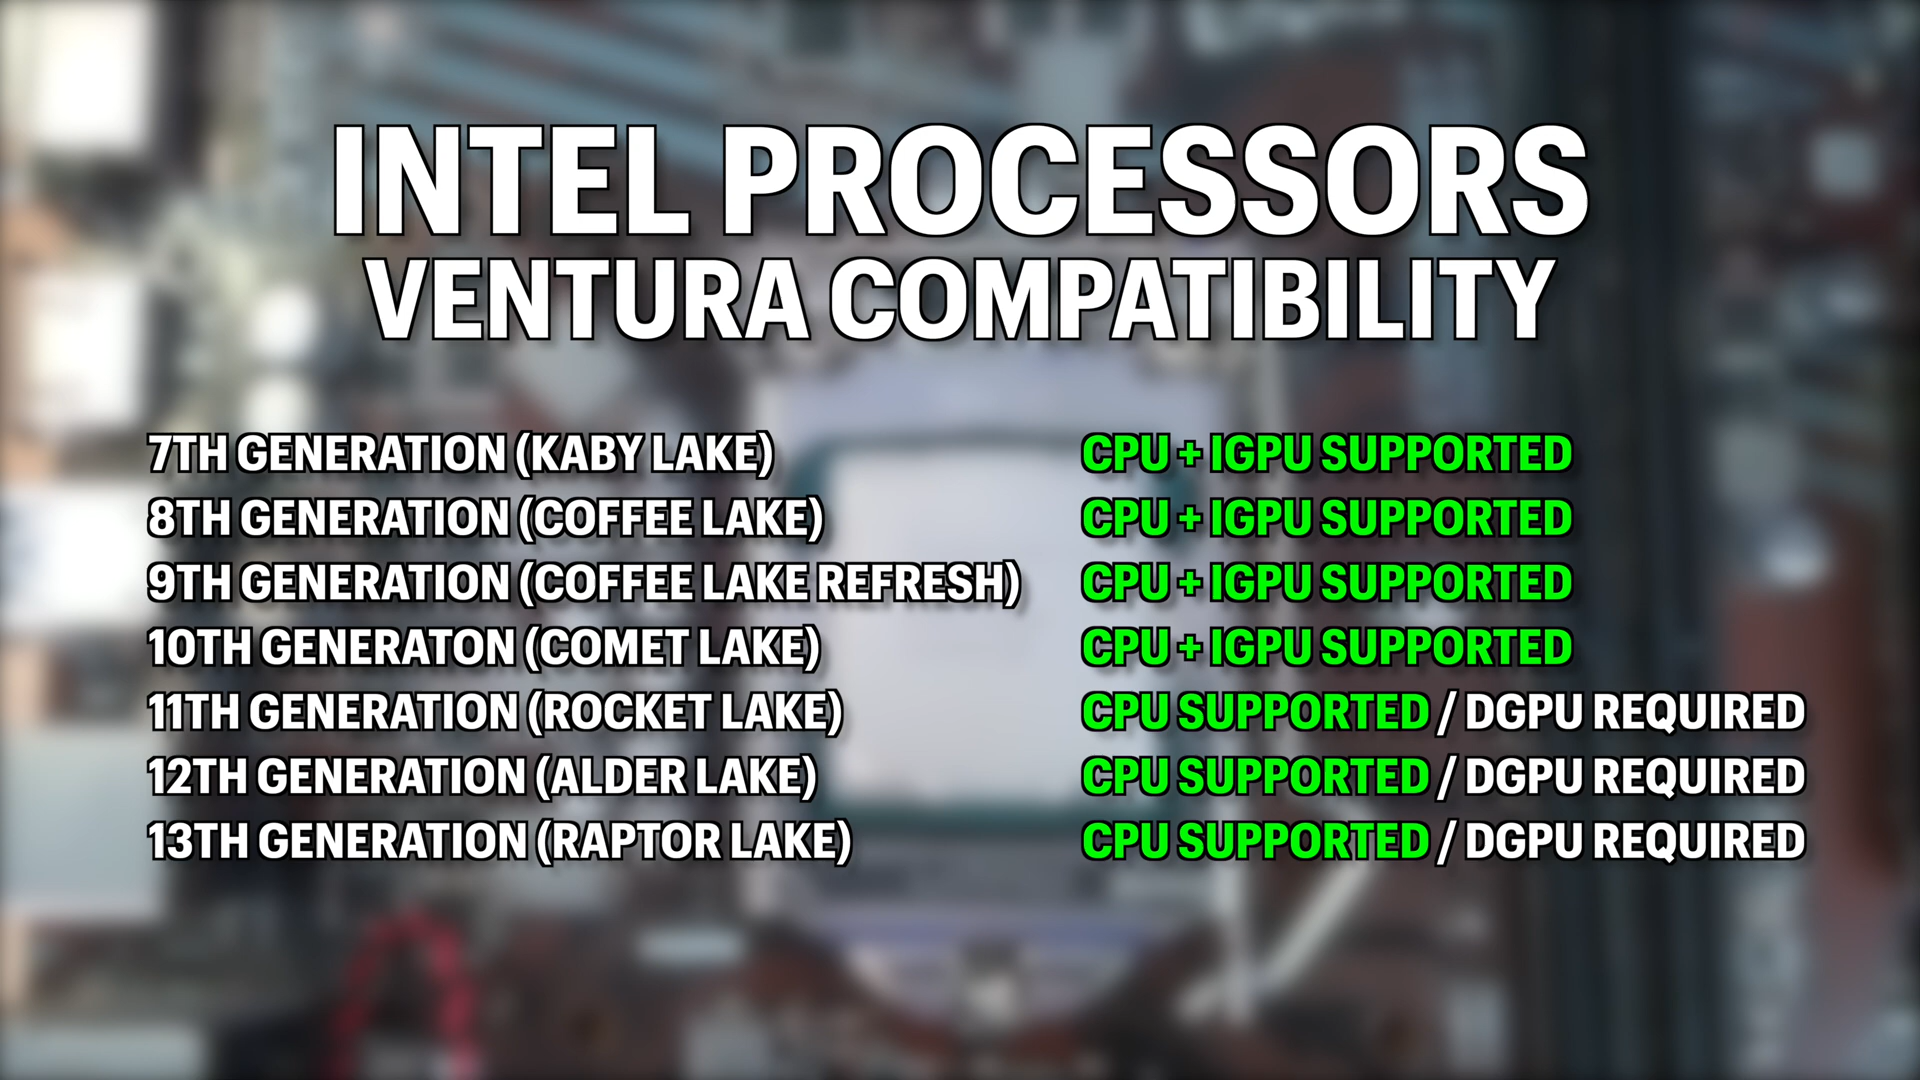 INTEL PROCESSORS
VENTURA COMPATIBILITY
7TH GENERATION (KABY LAKE) CPU + IGPU SUPPORTED
8TH GENERATION (COFFEE LAKE) CPU + IGPU SUPPORTED
9TH GENERATION (COFFEE LAKE REFRESH) CPU + IGPU SUPPORTED
10TH GENERATON (COMET LAKE) CPU + IGPU SUPPORTED
11TH GENERATION (ROCKET LAKE) CPU SUPPORTED / DGPU REQUIRED
12TH GENERATION (ALDER LAKE) CPU SUPPORTED / DGPU REQUIRED
13TH GENERATION (RAPTOR LAKE) CPU SUPPORTED / DGPU REQUIRED